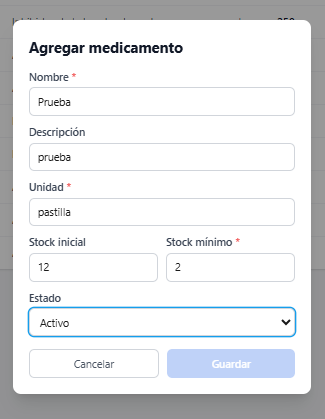 Agregar medicamento
Nombre *
Prueba
Descripción
prueba
Unidad *
pastilla
Stock inicial
Stock mínimo *
12
2
Estado
Activo
Cancelar
Guardar